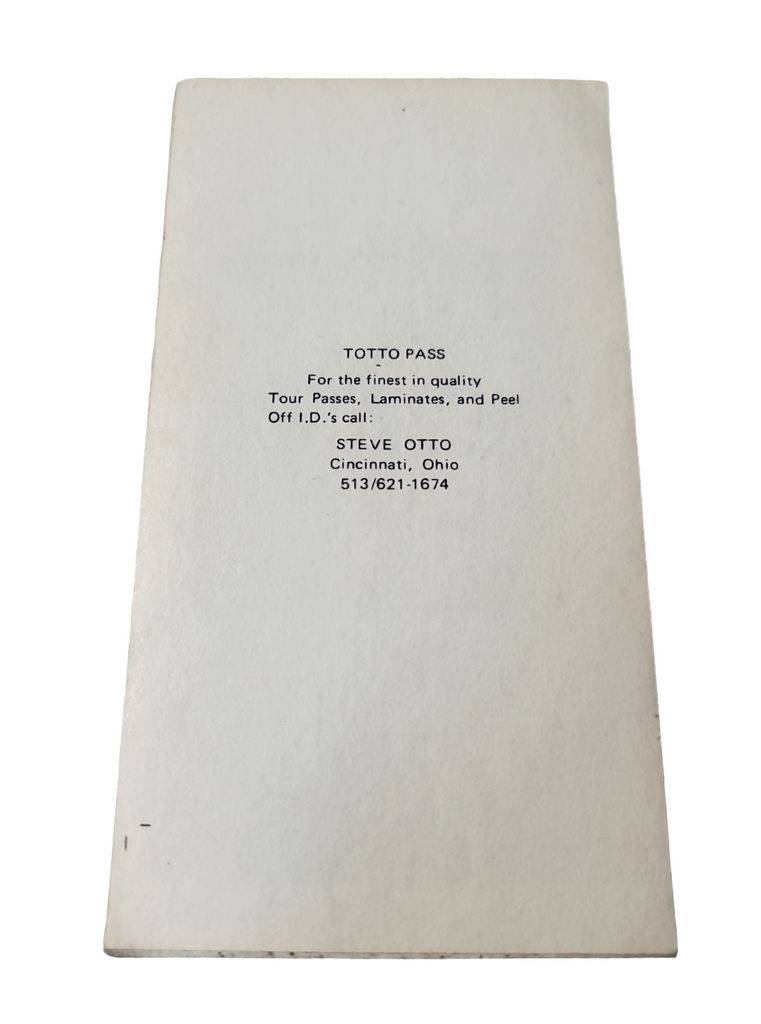 TOTTO PASS
For the finest in quality
Tour Passes, Laminates, and Peel
Off I.D.'s call:
STEVE OTTO
Cincinnati, Ohio
513/621-1674